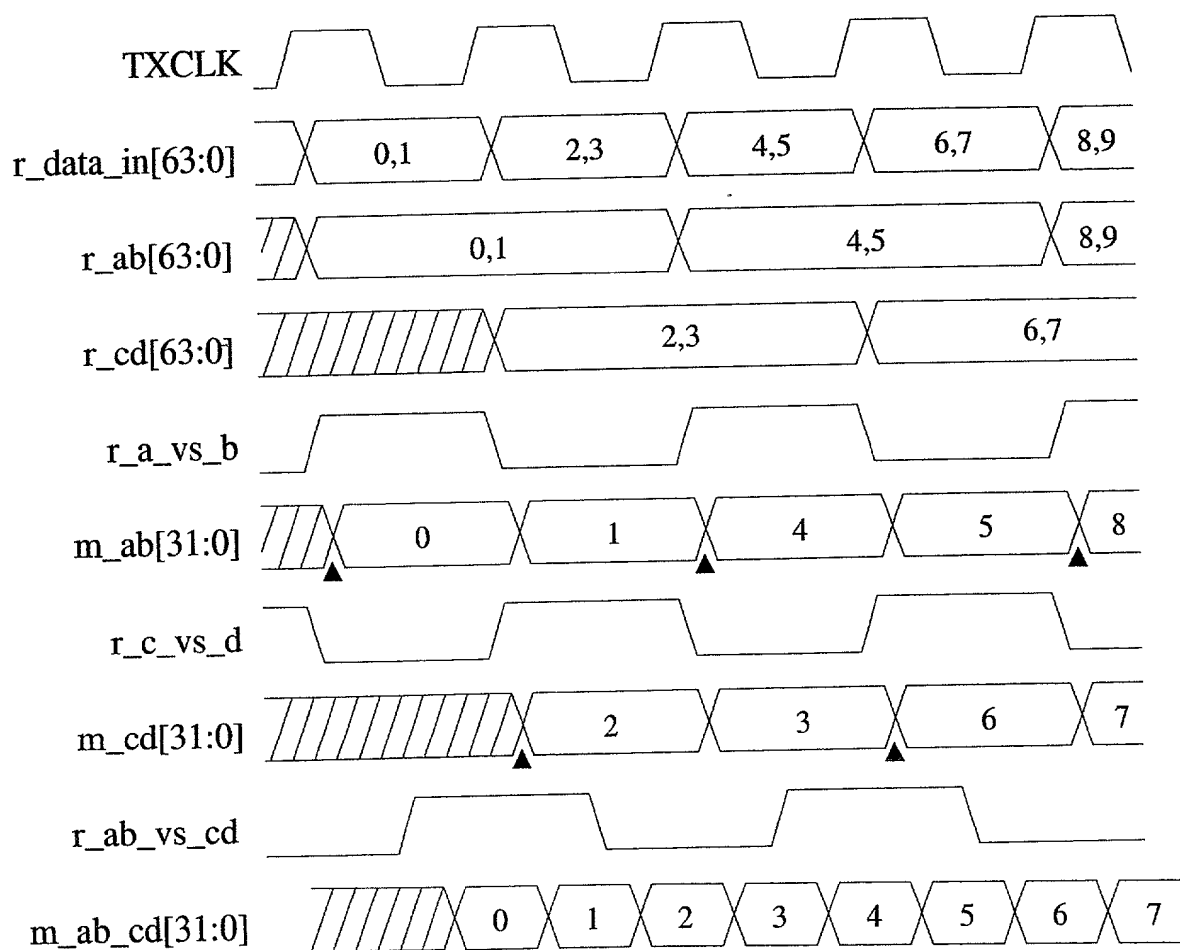 TXCLK
r_data_in[63:0] 0,1 2,3 4,5 6,7 8,9
r_ab[63:0] 0,1 4,5 8,9
r_cd[63:0] 2,3 6,7
r_a_vs_b
m_ab[31:0] 0 1 4 5 8
r_c_vs_d
m_cd[31:0] 2 3 6 7
r_ab_vs_cd
m_ab_cd[31:0] 0 1 2 3 4 5 6 7